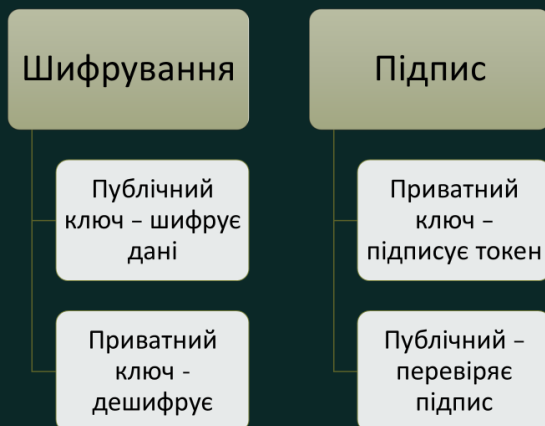 Шифрування
Публічний
ключ – шифрує
дані
Приватний
ключ -
дешифрує
Підпис
Приватний
ключ –
підписує токен
Публічний –
перевіряє
підпис